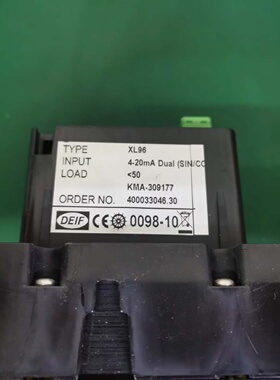 TYPE XL96
INPUT 4-20mA Dual (SIN/CO
LOAD <50
KMA-309177
ORDER NO. 400033046.30
DEIF CE 0098-10